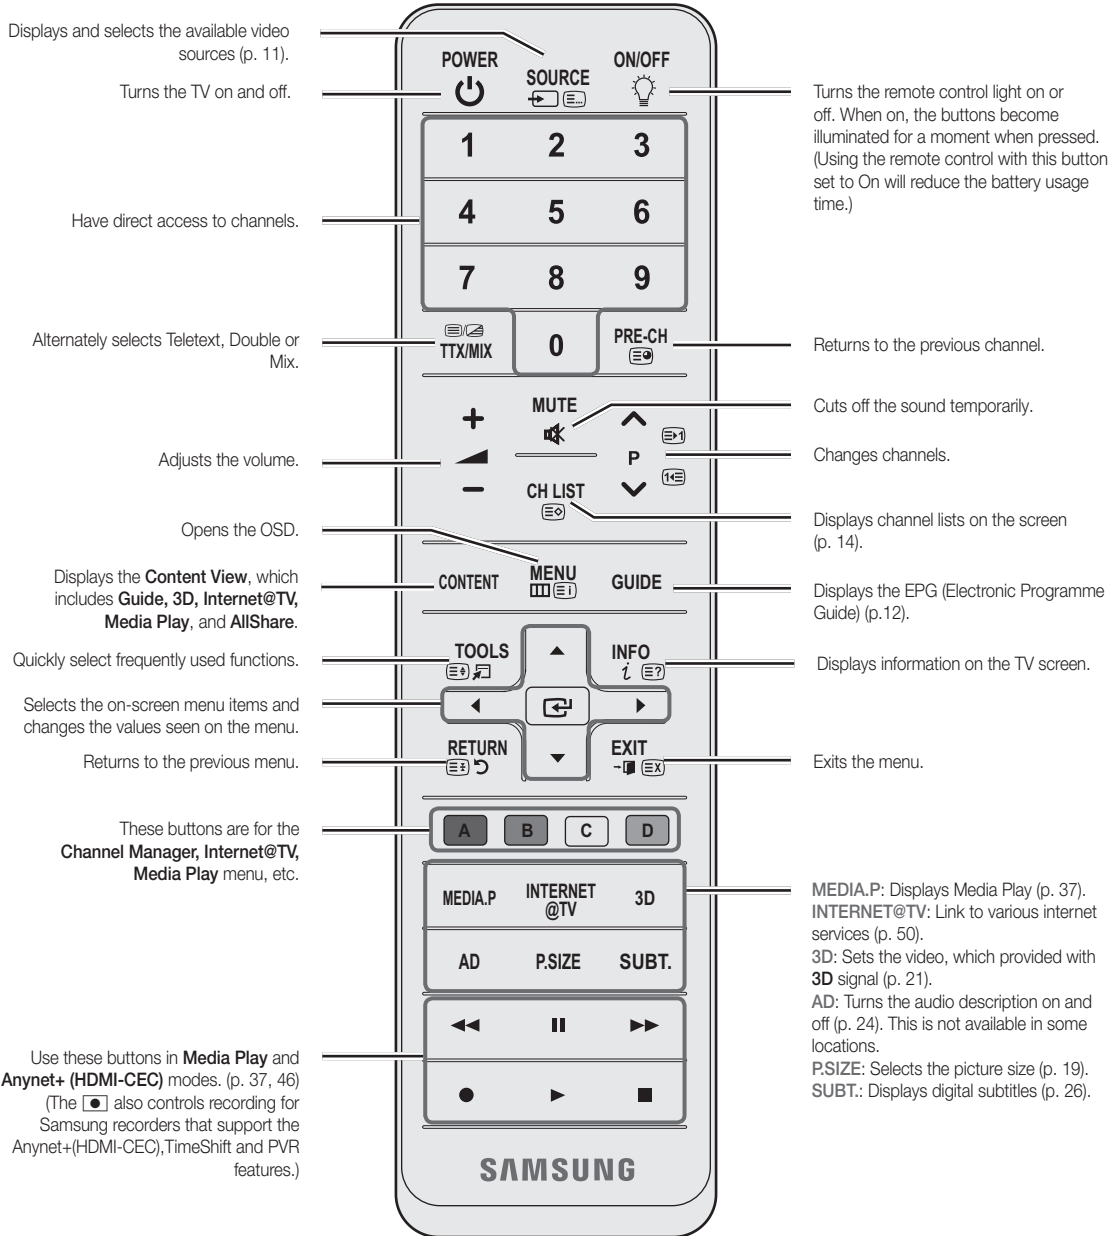 Displays and selects the available video
sources (p. 11).
Turns the TV on and off.
Have direct access to channels.
Alternately selects Teletext, Double or
Mix.
Adjusts the volume.
Opens the OSD.
Displays the Content View, which
includes Guide, 3D, Internet@TV,
Media Play, and AllShare.
Quickly select frequently used functions.
Selects the on-screen menu items and
changes the values seen on the menu.
Returns to the previous menu.
These buttons are for the
Channel Manager, Internet@TV,
Media Play menu, etc.
Use these buttons in Media Play and
Anynet+ (HDMI-CEC) modes. (p. 37, 46)
(The also controls recording for
Samsung recorders that support the
Anynet+(HDMI-CEC),TimeShift and PVR
features.)
POWER
SOURCE
ON/OFF
1 2 3
4 5 6
7 8 9
TTX/MIX
0
PRE-CH
MUTE
P
CH LIST
CONTENT
MENU
GUIDE
TOOLS
INFO
RETURN
EXIT
A B C D
MEDIA.P
INTERNET
@TV
3D
AD
P.SIZE
SUBT.
SAMSUNG
Turns the remote control light on or
off. When on, the buttons become
illuminated for a moment when pressed.
(Using the remote control with this button
set to On will reduce the battery usage
time.)
Returns to the previous channel.
Cuts off the sound temporarily.
Changes channels.
Displays channel lists on the screen
(p. 14).
Displays the EPG (Electronic Programme
Guide) (p.12).
Displays information on the TV screen.
Exits the menu.
MEDIA.P: Displays Media Play (p. 37).
INTERNET@TV: Link to various internet
services (p. 50).
3D: Sets the video, which provided with
3D signal (p. 21).
AD: Turns the audio description on and
off (p. 24). This is not available in some
locations.
P.SIZE: Selects the picture size (p. 19).
SUBT.: Displays digital subtitles (p. 26).